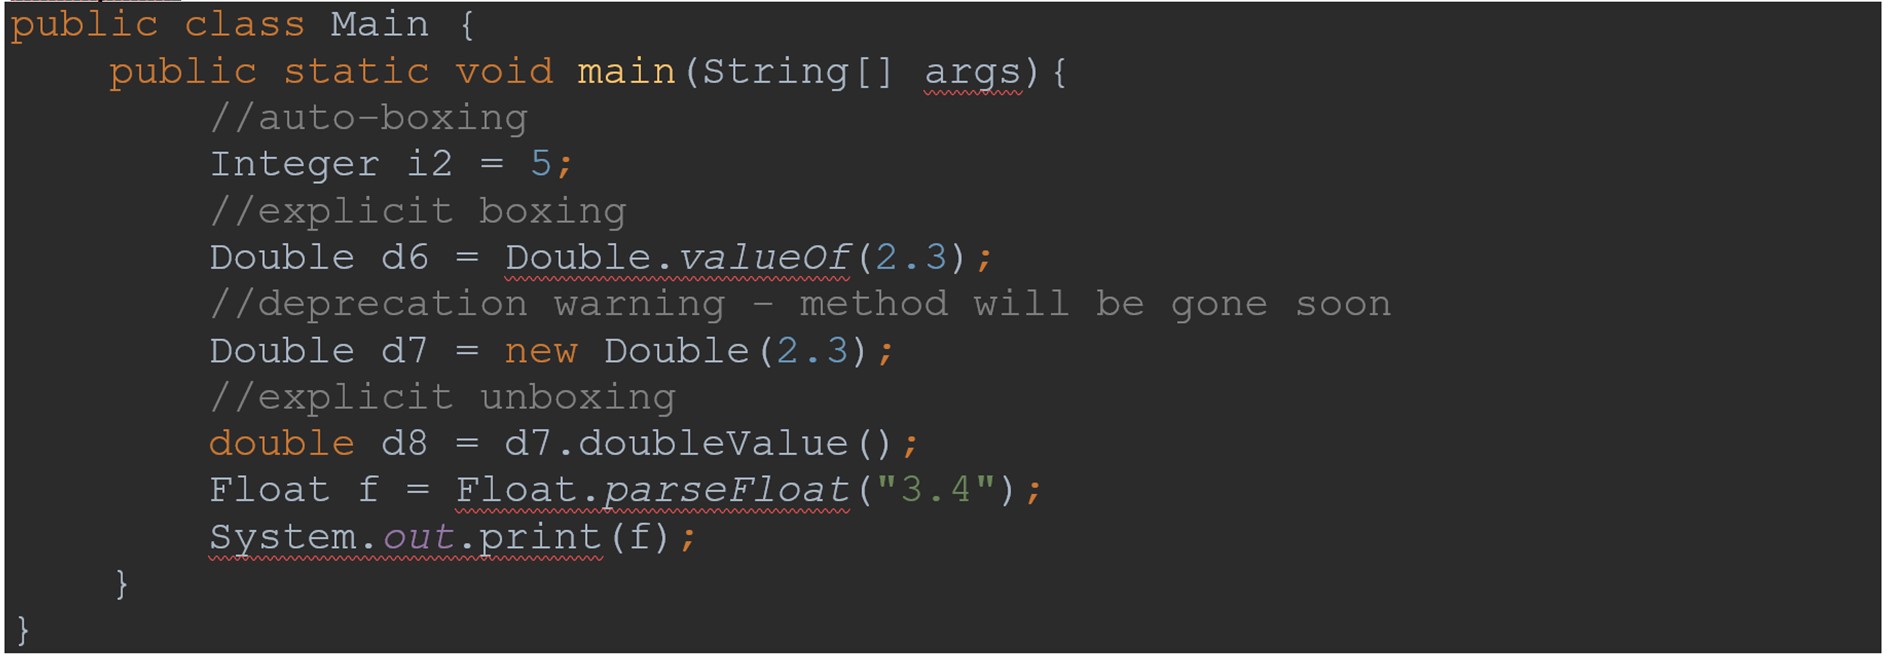 public class Main {
    public static void main(String[] args){
        //auto-boxing
        Integer i2 = 5;
        //explicit boxing
        Double d6 = Double.valueOf(2.3);
        //deprecation warning – method will be gone soon
        Double d7 = new Double(2.3);
        //explicit unboxing
        double d8 = d7.doubleValue();
        Float f = Float.parseFloat("3.4");
        System.out.print(f);
    }
}